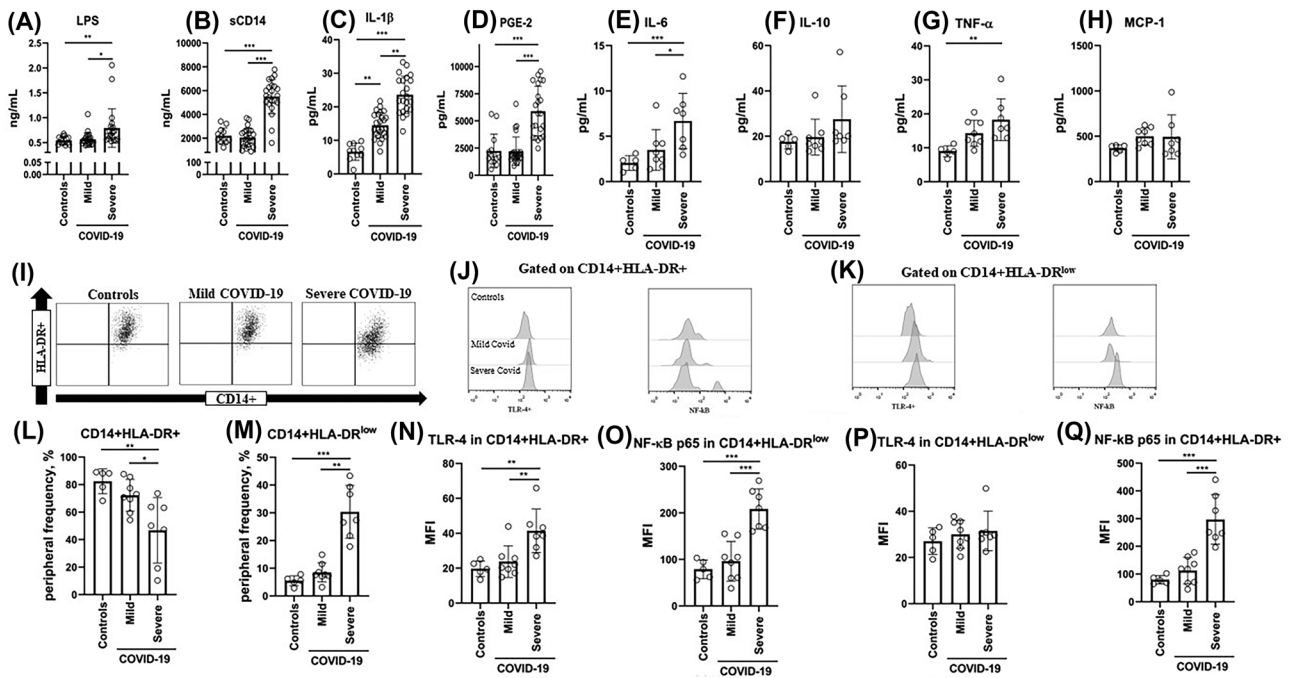 (A) LPS
ng/mL
2.5
2.0
1.5
1.0
0.5
0.05
0.00
** 
*
Controls
Mild
Severe
COVID-19
(B) sCD14
ng/mL
10000
8000
6000
4000
2000
100
0
***
***
Controls
Mild
Severe
COVID-19
(C) IL-1β
pg/mL
40
30
20
10
0
***
**
**
Controls
Mild
Severe
COVID-19
(D) PGE-2
pg/mL
10000
7500
5000
2500
0
***
***
Controls
Mild
Severe
COVID-19
(E) IL-6
pg/mL
15
10
5
0
***
*
Controls
Mild
Severe
COVID-19
(F) IL-10
pg/mL
60
40
20
0
Controls
Mild
Severe
COVID-19
(G) TNF-α
pg/mL
40
30
20
10
0
**
Controls
Mild
Severe
COVID-19
(H) MCP-1
pg/mL
1500
1000
500
0
Controls
Mild
Severe
COVID-19
(I)
Controls
Mild COVID-19
Severe COVID-19
HLA-DR+
CD14+
(J) Gated on CD14+HLA-DR+
Controls
Mild Covid
Severe Covid
TLR-4+
NF-kB
(K) Gated on CD14+HLA-DRlow
TLR-4+
NF-kB
(L) CD14+HLA-DR+
peripheral frequency, %
100
80
60
40
20
0
**
*
Controls
Mild
Severe
COVID-19
(M) CD14+HLA-DRlow
peripheral frequency, %
50
40
30
20
10
0
***
**
Controls
Mild
Severe
COVID-19
(N) TLR-4 in CD14+HLA-DR+
MFI
80
60
40
20
0
**
**
Controls
Mild
Severe
COVID-19
(O) NF-κB p65 in CD14+HLA-DRlow
MFI
300
200
100
0
***
***
Controls
Mild
Severe
COVID-19
(P) TLR-4 in CD14+HLA-DRlow
MFI
60
40
20
0
Controls
Mild
Severe
COVID-19
(Q) NF-kB p65 in CD14+HLA-DR+
MFI
500
400
300
200
100
0
***
***
Controls
Mild
Severe
COVID-19